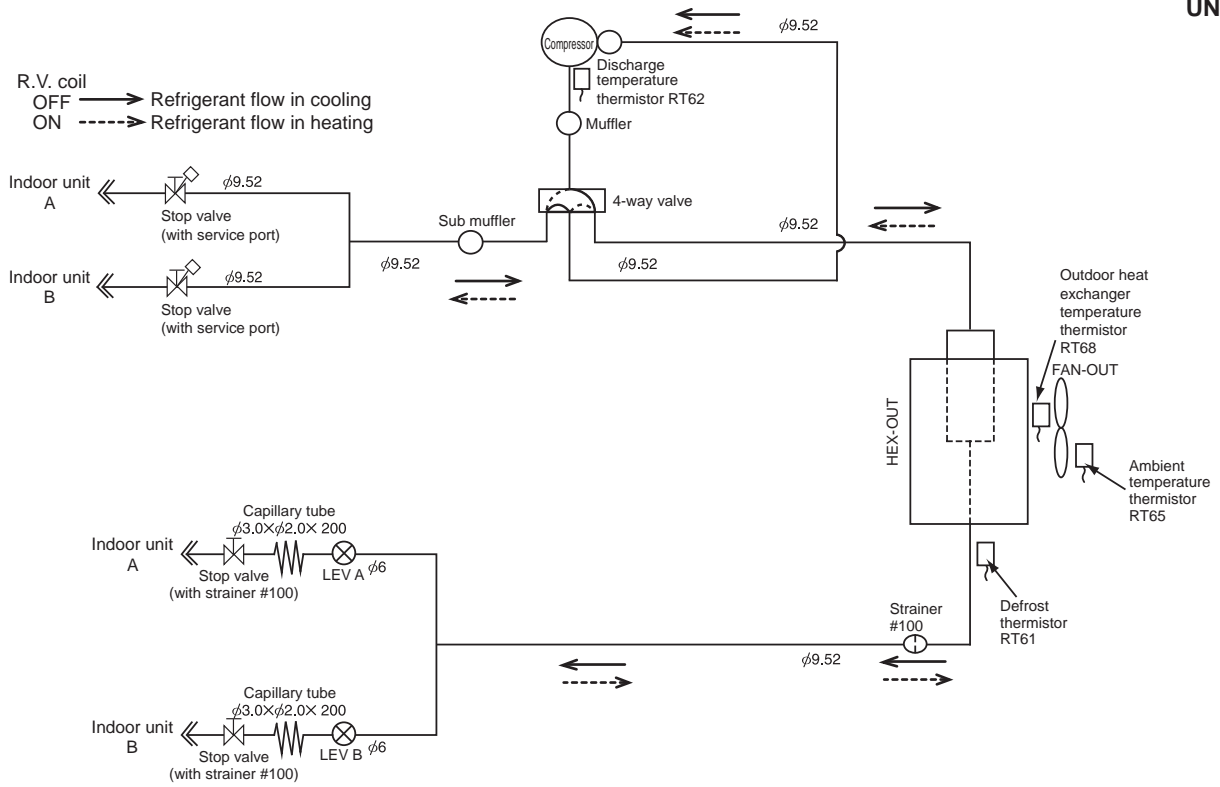 UN
φ9.52
Compressor
Discharge
temperature
thermistor RT62
R.V. coil
OFF Refrigerant flow in cooling
ON Refrigerant flow in heating
Muffler
Indoor unit
A
φ9.52
Stop valve
(with service port)
4-way valve
Sub muffler
φ9.52
φ9.52
φ9.52
Indoor unit
B
φ9.52
Stop valve
(with service port)
Outdoor heat
exchanger
temperature
thermistor
RT68
FAN-OUT
HEX-OUT
Ambient
temperature
thermistor
RT65
Capillary tube
φ3.0×φ2.0× 200
Indoor unit
A
LEV A φ6
Stop valve
(with strainer #100)
Defrost
thermistor
RT61
Strainer
#100
φ9.52
Capillary tube
φ3.0×φ2.0× 200
Indoor unit
B
LEV B φ6
Stop valve
(with strainer #100)